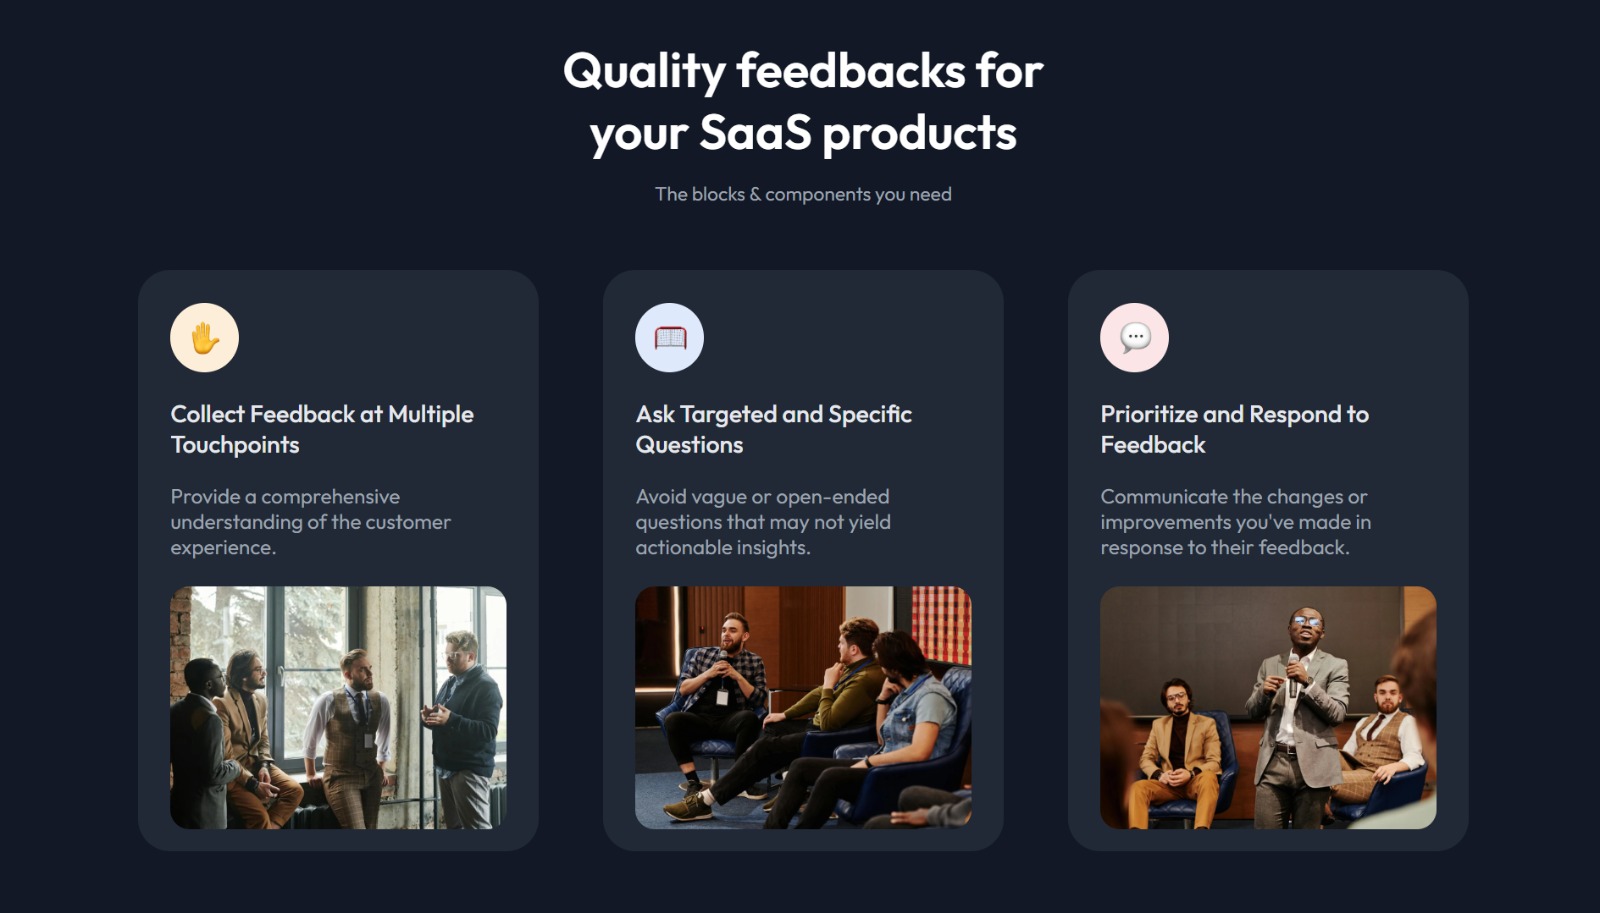 Quality feedbacks for
your SaaS products
The blocks & components you need
Collect Feedback at Multiple
Touchpoints
Provide a comprehensive
understanding of the customer
experience.
Ask Targeted and Specific
Questions
Avoid vague or open-ended
questions that may not yield
actionable insights.
Prioritize and Respond to
Feedback
Communicate the changes or
improvements you've made in
response to their feedback.